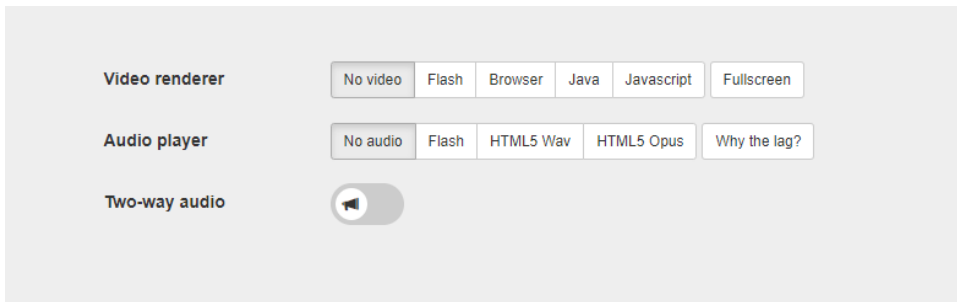 Video renderer No video Flash Browser Java Javascript Fullscreen
Audio player No audio Flash HTML5 Wav HTML5 Opus Why the lag?
Two-way audio